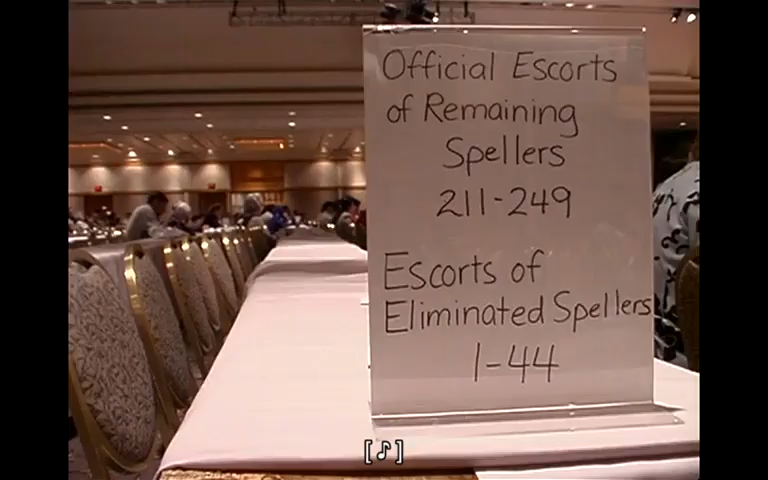 Official Escorts
of Remaining
Spellers
211-249
Escorts of
Eliminated Spellers
1-44
[♪]